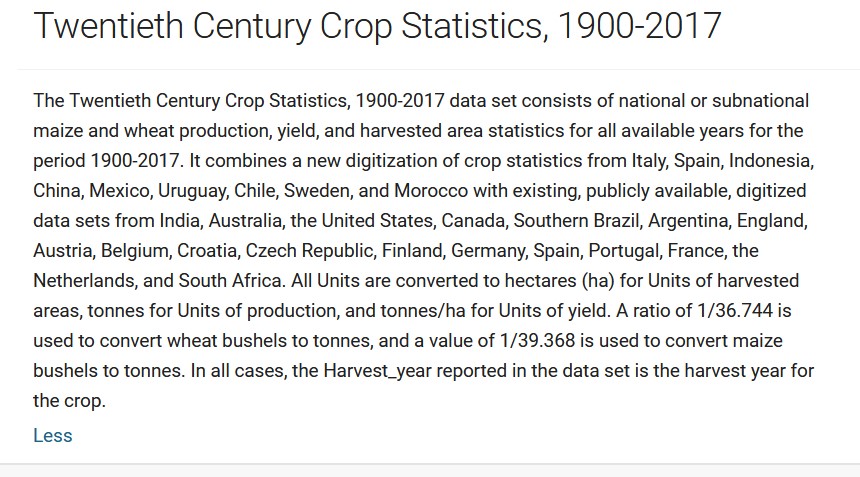 Twentieth Century Crop Statistics, 1900-2017
The Twentieth Century Crop Statistics, 1900-2017 data set consists of national or subnational
maize and wheat production, yield, and harvested area statistics for all available years for the
period 1900-2017. It combines a new digitization of crop statistics from Italy, Spain, Indonesia,
China, Mexico, Uruguay, Chile, Sweden, and Morocco with existing, publicly available, digitized
data sets from India, Australia, the United States, Canada, Southern Brazil, Argentina, England,
Austria, Belgium, Croatia, Czech Republic, Finland, Germany, Spain, Portugal, France, the
Netherlands, and South Africa. All Units are converted to hectares (ha) for Units of harvested
areas, tonnes for Units of production, and tonnes/ha for Units of yield. A ratio of 1/36.744 is
used to convert wheat bushels to tonnes, and a value of 1/39.368 is used to convert maize
bushels to tonnes. In all cases, the Harvest_year reported in the data set is the harvest year for
the crop.
Less